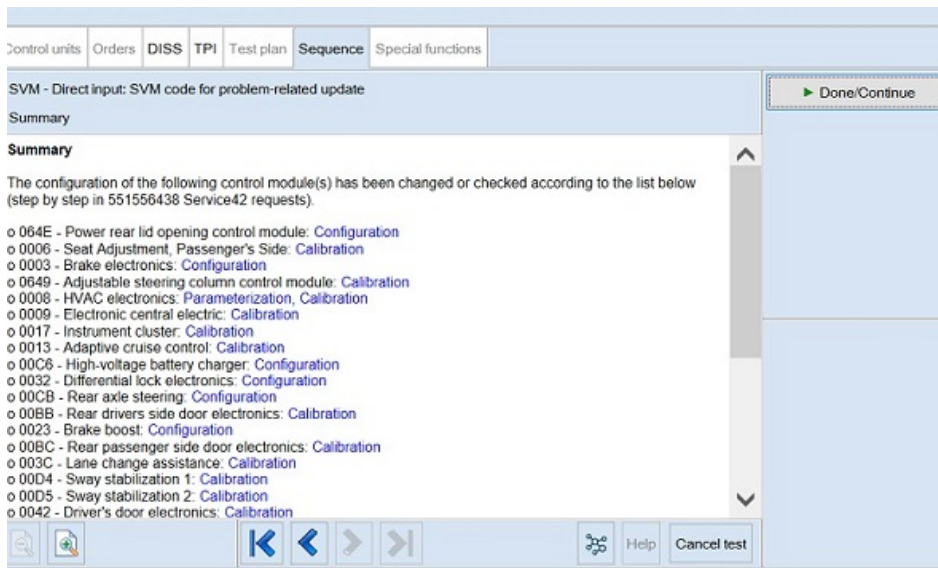 Control units Orders DISS TPI Test plan Sequence Special functions
SVM - Direct input: SVM code for problem-related update
Done/Continue
Summary
Summary
The configuration of the following control module(s) has been changed or checked according to the list below
(step by step in 551556438 Service42 requests).
o 064E - Power rear lid opening control module: Configuration
o 0006 - Seat Adjustment, Passenger's Side: Calibration
o 0003 - Brake electronics: Configuration
o 0649 - Adjustable steering column control module: Calibration
o 0008 - HVAC electronics: Parameterization, Calibration
o 0009 - Electronic central electric: Calibration
o 0017 - Instrument cluster: Calibration
o 0013 - Adaptive cruise control: Calibration
o 00C6 - High-voltage battery charger: Configuration
o 0032 - Differential lock electronics: Configuration
o 00CB - Rear axle steering: Configuration
o 00BB - Rear drivers side door electronics: Calibration
o 0023 - Brake boost: Configuration
o 00BC - Rear passenger side door electronics: Calibration
o 003C - Lane change assistance: Calibration
o 00D4 - Sway stabilization 1: Calibration
o 00D5 - Sway stabilization 2: Calibration
o 0042 - Driver's door electronics: Calibration
Help Cancel test